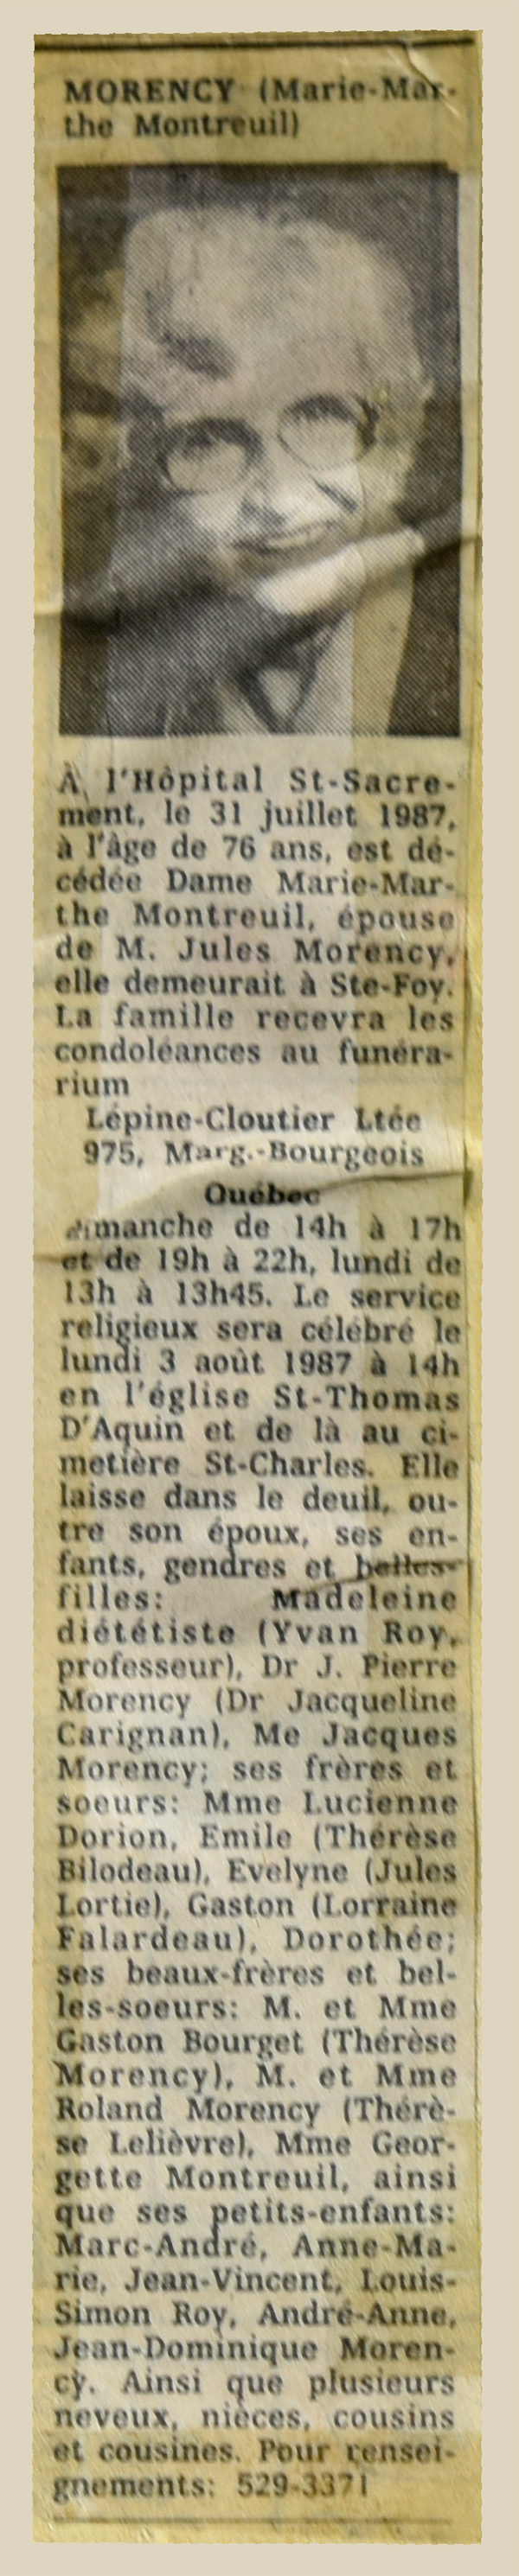 MORENCY (Marie-Mar-
the Montreuil)
À l'Hôpital St-Sacre-
ment, le 31 juillet 1987,
à l'âge de 76 ans, est dé-
cédée Dame Marie-Mar-
the Montreuil, épouse
de M. Jules Morency,
elle demeurait à Ste-Foy.
La famille recevra les
condoléances au funéra-
rium
Lépine-Cloutier Ltée
975, Marg.-Bourgeois
Québec
dimanche de 14h à 17h
et de 19h à 22h, lundi de
13h à 13h45. Le service
religieux sera célébré le
lundi 3 août 1987 à 14h
en l'église St-Thomas
D'Aquin et de là au ci-
metière St-Charles. Elle
laisse dans le deuil, ou-
tre son époux, ses en-
fants, gendres et belles-
filles: Madeleine
diététiste (Yvan Roy,
professeur), Dr J. Pierre
Morency (Dr Jacqueline
Carignan), Me Jacques
Morency; ses frères et
soeurs: Mme Lucienne
Dorion, Emile (Thérèse
Bilodeau), Evelyne (Jules
Lortie), Gaston (Lorraine
Falardeau), Dorothée;
ses beaux-frères et bel-
les-soeurs: M. et Mme
Gaston Bourget (Thérèse
Morency), M. et Mme
Roland Morency (Thérè-
se Lelièvre), Mme Geor-
gette Montreuil, ainsi
que ses petits-enfants:
Marc-André, Anne-Ma-
rie, Jean-Vincent, Louis-
Simon Roy, André-Anne,
Jean-Dominique Moren-
cy. Ainsi que plusieurs
neveux, nièces, cousins
et cousines. Pour rensei-
gnements: 529-3371